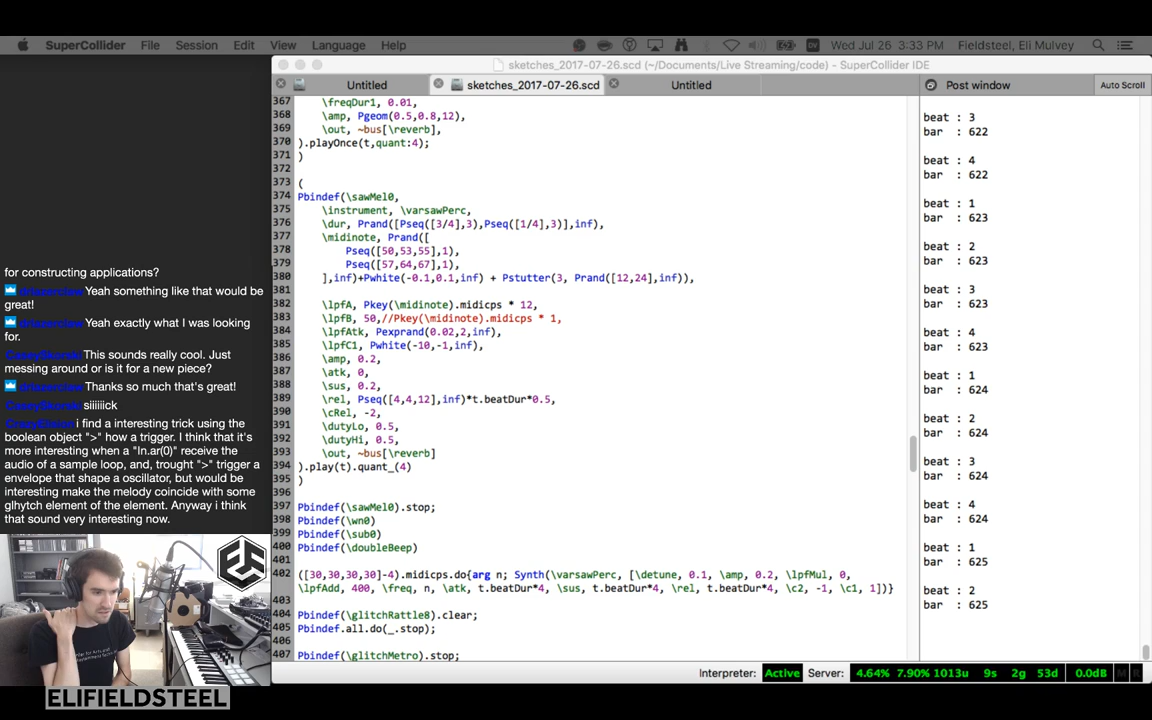 SuperCollider File Session Edit View Language Help
Wed Jul 26 3:33 PM Fieldsteel, Eli Mulvey
sketches_2017-07-26.scd (~/Documents/Live Streaming/code) - SuperCollider IDE
Untitled
sketches_2017-07-26.scd
Untitled
Post window
Auto Scroll
367 \freqDur1, 0.01,
368 \amp, Pgeom(0.5,0.8,12),
369 \out, ~bus[\reverb],
370 ).playOnce(t,quant:4);
371 )
372
373 (
374 Pbindef(\sawMel0,
375 \instrument, \varsawPerc,
376 \dur, Prand([Pseq([3/4],3),Pseq([1/4],3)],inf),
377 \midinote, Prand([
378 Pseq([50,53,55],1),
379 Pseq([57,64,67],1),
380 ],inf)+Pwhite(-0.1,0.1,inf) + Pstutter(3, Prand([12,24],inf)),
381
382 \lpfA, Pkey(\midinote).midicps * 12,
383 \lpfB, 50,//Pkey(\midinote).midicps * 1,
384 \lpfAtk, Pexprand(0.02,2,inf),
385 \lpfC1, Pwhite(-10,-1,inf),
386 \amp, 0.2,
387 \atk, 0,
388 \sus, 0.2,
389 \rel, Pseq([4,4,12],inf)*t.beatDur*0.5,
390 \cRel, -2,
391 \dutyLo, 0.5,
392 \dutyHi, 0.5,
393 \out, ~bus[\reverb]
394 ).play(t).quant_(4)
395 )
396
397 Pbindef(\sawMel0).stop;
398 Pbindef(\wn0)
399 Pbindef(\sub0)
400 Pbindef(\doubleBeep)
401
402 ([30,30,30,30]-4).midicps.do{arg n; Synth(\varsawPerc, [\detune, 0.1, \amp, 0.2, \lpfMul, 0,
\lpfAdd, 400, \freq, n, \atk, t.beatDur*4, \sus, t.beatDur*4, \rel, t.beatDur*4, \c2, -1, \c1, 1])}
403
404 Pbindef(\glitchRattle8).clear;
405 Pbindef.all.do(_.stop);
406
407 Pbindef(\glitchMetro).stop;
beat : 3
bar : 622
beat : 4
bar : 622
beat : 1
bar : 623
beat : 2
bar : 623
beat : 3
bar : 623
beat : 4
bar : 623
beat : 1
bar : 624
beat : 2
bar : 624
beat : 3
bar : 624
beat : 4
bar : 624
beat : 1
bar : 625
beat : 2
bar : 625
Interpreter: Active Server: 4.64% 7.90% 1013u 9s 2g 53d 0.0dB M R
for constructing applications?
Yeah something like that would be
great!
Yeah exactly what I was looking
for.
This sounds really cool. Just
messing around or is it for a new piece?
Thanks so much that's great!
siiiiiick
i find a interesting trick using the
boolean object ">" how a trigger. I think that it's
more interesting when a "In.ar(0)" receive the
audio of a sample loop, and, trought ">" trigger a
envelope that shape a oscillator, but would be
interesting make the melody coincide with some
glhytch element of the element. Anyway i think
that sound very interesting now.
ELIFIELDSTEEL